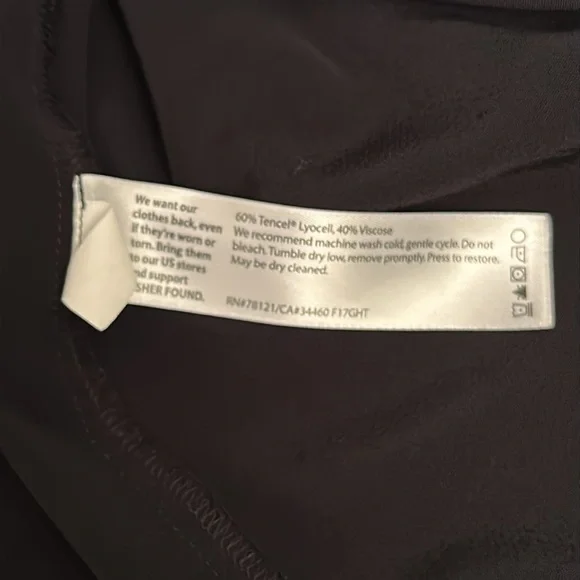 We want our
clothes back, even
if they're worn or
torn. Bring them
to our US stores
nd support
SHER FOUND.
60% Tencel® Lyocell, 40% Viscose
We recommend machine wash cold, gentle cycle. Do not
bleach. Tumble dry low, remove promptly. Press to restore.
May be dry cleaned.
RN#78121/CA#34460 F17GHT